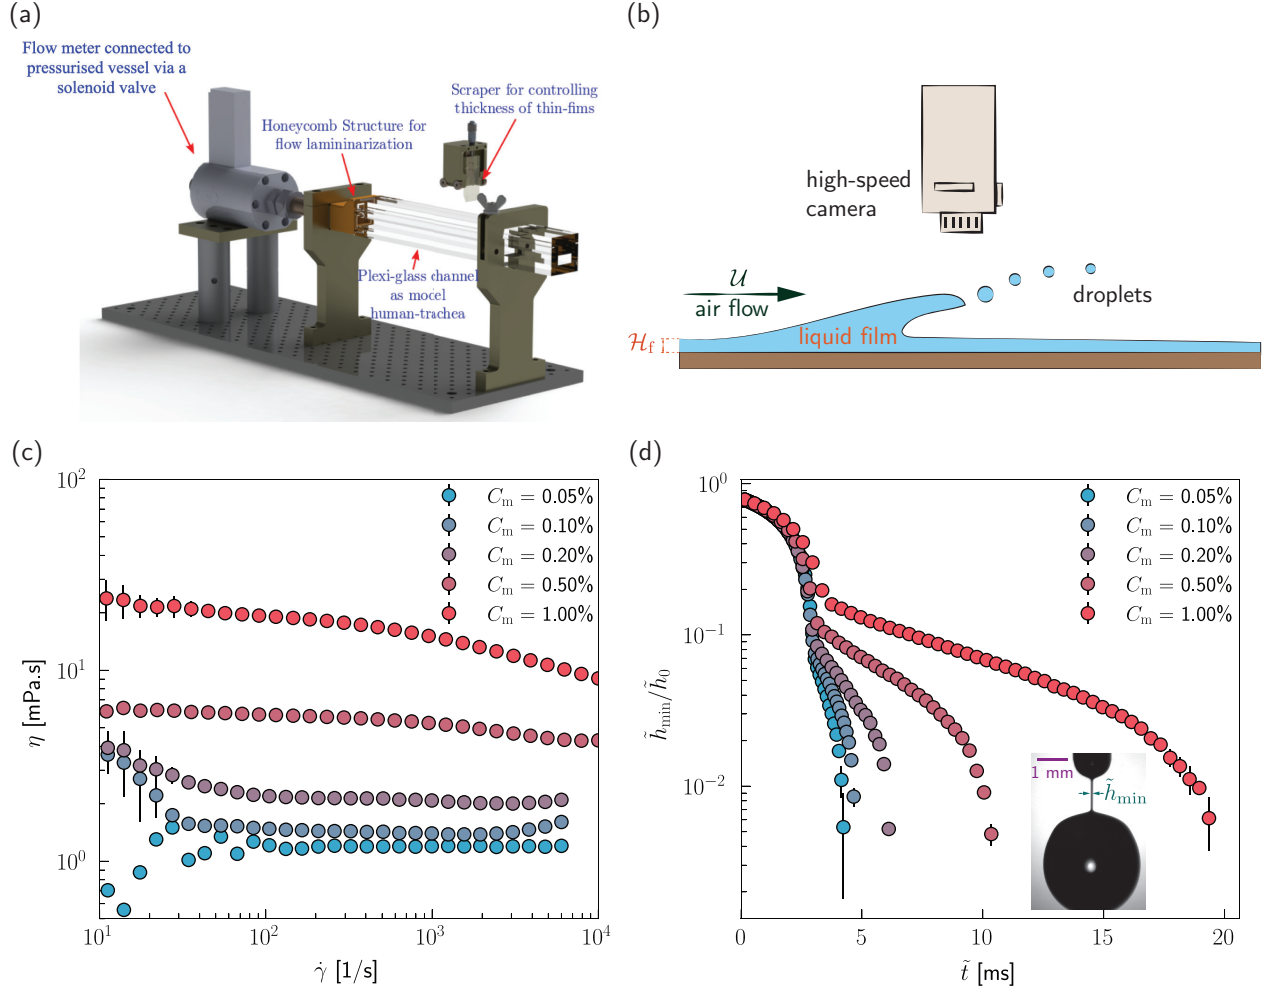 (a)
Flow meter connected to
pressurised vessel via a
solenoid valve
Honeycomb Structure for
flow lamininarization
Scraper for controlling
thickness of thin-fims
Plexi-glass channel
as model
human-trachea
(b)
high-speed
camera
𝒰
air flow
droplets
liquid film
ℋf
(c)
10²
10¹
10⁰
η [mPa.s]
Cm = 0.05%
Cm = 0.10%
Cm = 0.20%
Cm = 0.50%
Cm = 1.00%
10¹ 10² 10³ 10⁴
γ̇ [1/s]
(d)
10⁰
10⁻¹
10⁻²
h̃min/h̃0
Cm = 0.05%
Cm = 0.10%
Cm = 0.20%
Cm = 0.50%
Cm = 1.00%
1 mm
h̃min
0 5 10 15 20
t̃ [ms]